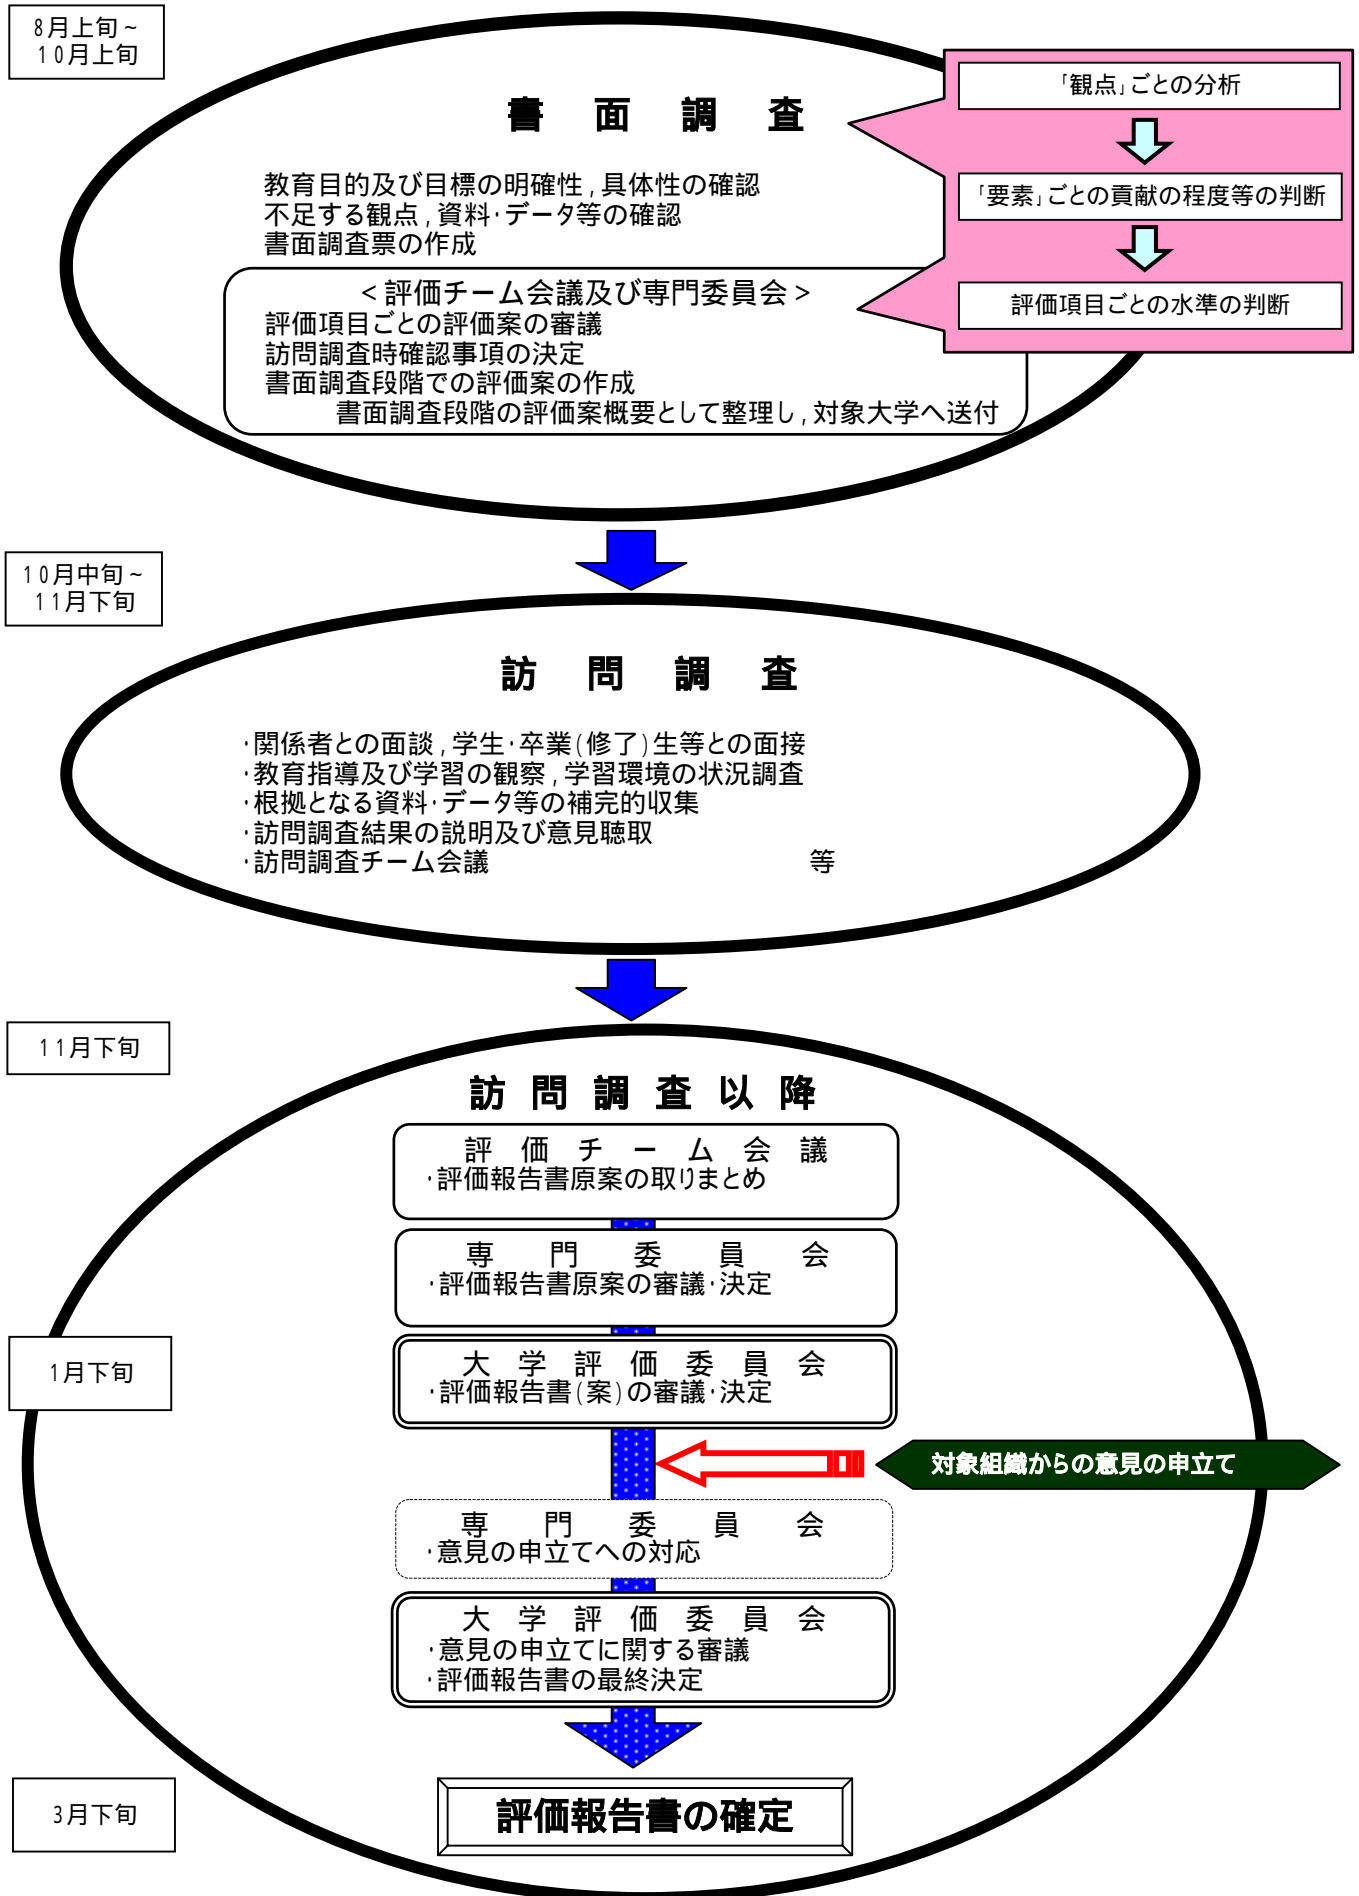 8月上旬~
10月上旬
書面調査
教育目的及び目標の明確性,具体性の確認
不足する観点,資料・データ等の確認
書面調査票の作成
<評価チーム会議及び専門委員会>
評価項目ごとの評価案の審議
訪問調査時確認事項の決定
書面調査段階での評価案の作成
書面調査段階の評価案概要として整理し,対象大学へ送付
「観点」ごとの分析
「要素」ごとの貢献の程度等の判断
評価項目ごとの水準の判断
10月中旬~
11月下旬
訪問調査
・関係者との面談,学生・卒業(修了)生等との面接
・教育指導及び学習の観察,学習環境の状況調査
・根拠となる資料・データ等の補完的収集
・訪問調査結果の説明及び意見聴取
・訪問調査チーム会議 等
11月下旬
訪問調査以降
評価チーム会議
・評価報告書原案の取りまとめ
専門委員会
・評価報告書原案の審議・決定
1月下旬
大学評価委員会
・評価報告書(案)の審議・決定
対象組織からの意見の申立て
専門委員会
・意見の申立てへの対応
大学評価委員会
・意見の申立てに関する審議
・評価報告書の最終決定
3月下旬
評価報告書の確定